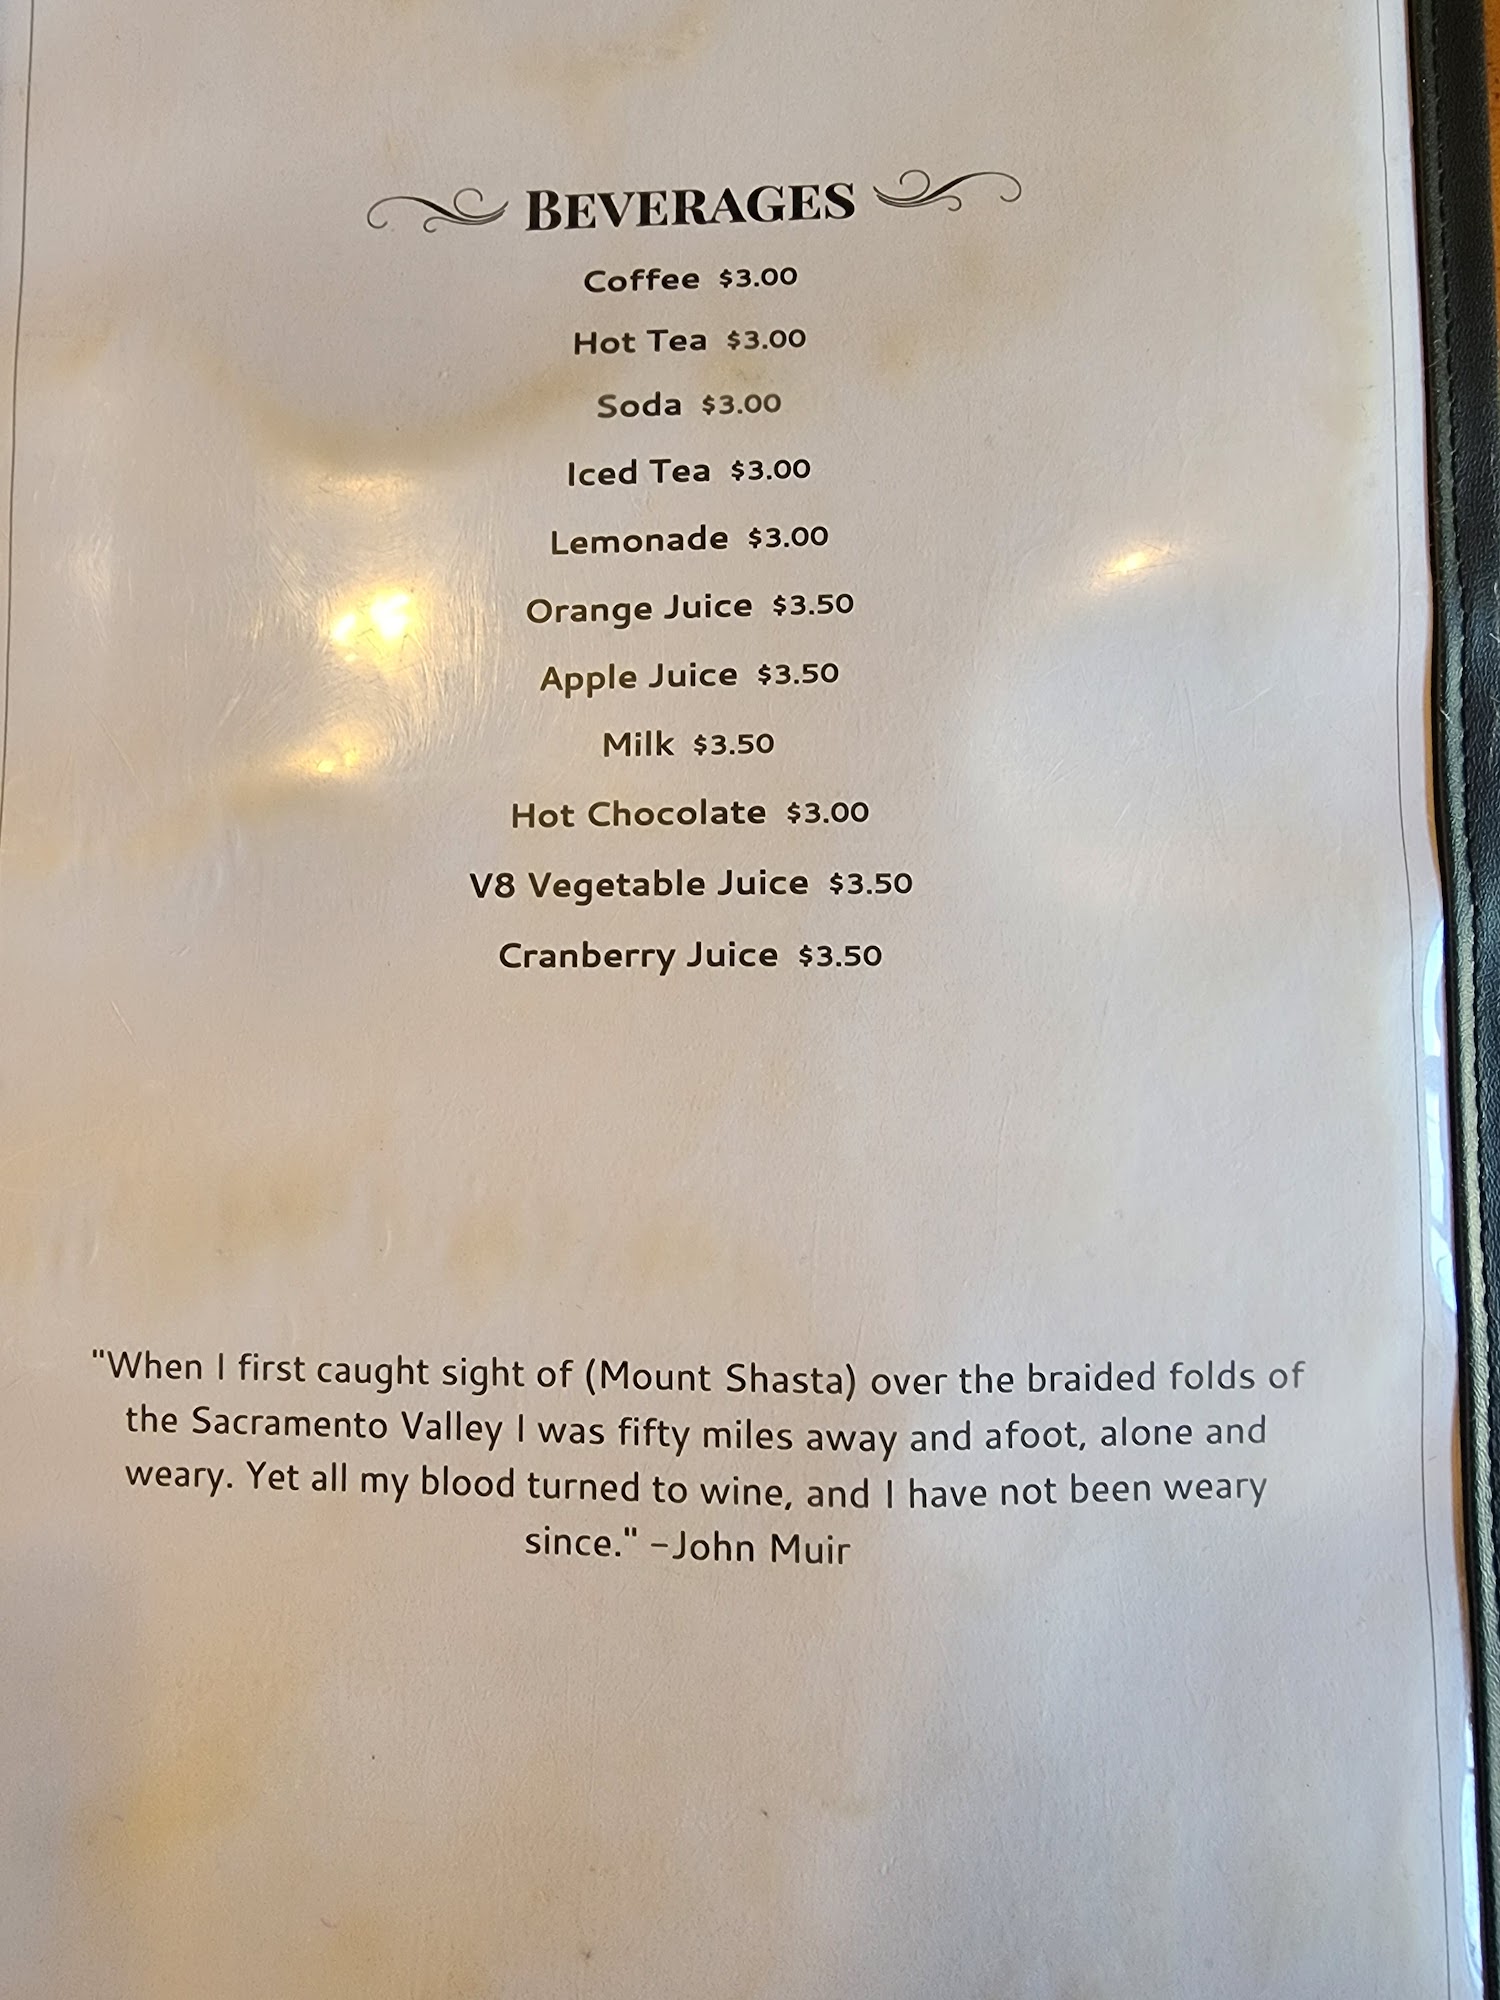 BEVERAGES
Coffee $3.00
Hot Tea $3.00
Soda $3.00
Iced Tea $3.00
Lemonade $3.00
Orange Juice $3.50
Apple Juice $3.50
Milk $3.50
Hot Chocolate $3.00
V8 Vegetable Juice $3.50
Cranberry Juice $3.50
"When I first caught sight of (Mount Shasta) over the braided folds of
the Sacramento Valley I was fifty miles away and afoot, alone and
weary. Yet all my blood turned to wine, and I have not been weary
since." -John Muir